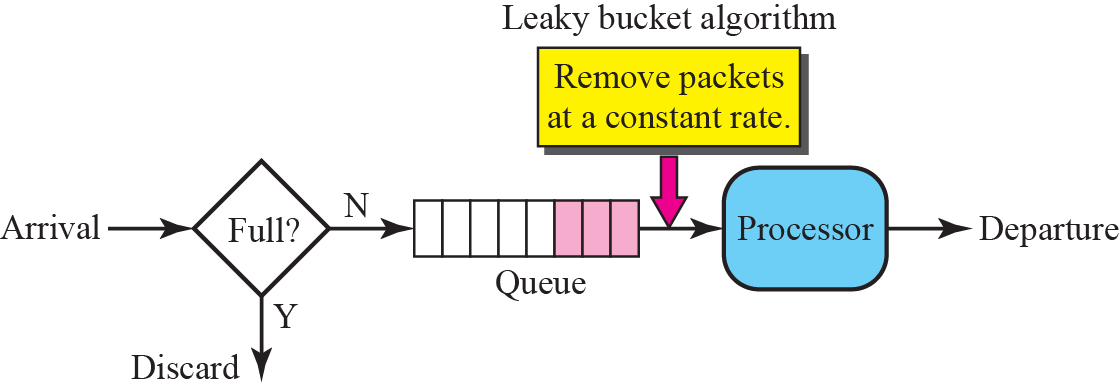 Leaky bucket algorithm
Remove packets
at a constant rate.
Arrival
Full?
N
Queue
Processor
Departure
Y
Discard